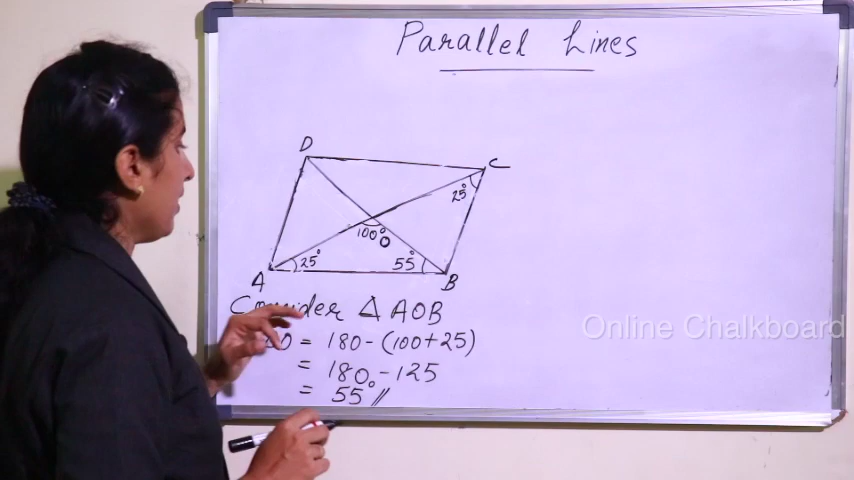 Parallel Lines
D
C
25°
100°
O
25°
55°
A
B
Consider △ AOB
= 180 - (100 + 25)
= 180 - 125
= 55° //
Online Chalkboard